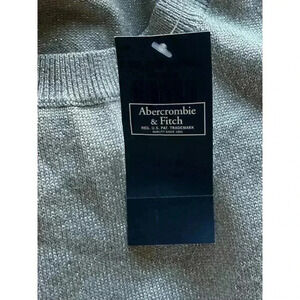 Abercrombie
& Fitch
REG. U.S. PAT TRADEMARK
QUALITY SINCE 1892